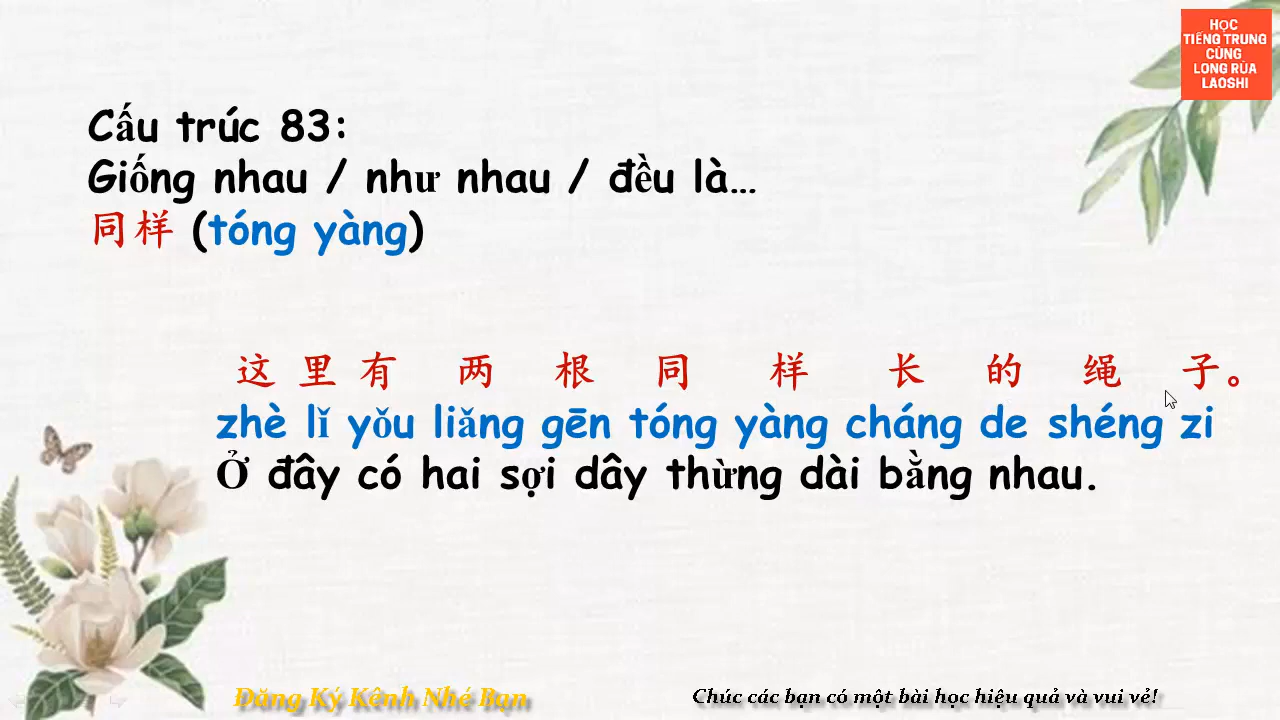 HỌC
TIẾNG TRUNG
CÙNG
LONG RÙA
LAOSHI
Cấu trúc 83:
Giống nhau / như nhau / đều là…
同样 (tóng yàng)
这 里 有 两 根 同 样 长 的 绳 子。
zhè lǐ yǒu liǎng gēn tóng yàng cháng de shéng zi
Ở đây có hai sợi dây thừng dài bằng nhau.
Đăng Ký Kênh Nhé Bạn
Chúc các bạn có một bài học hiệu quả và vui vẻ!